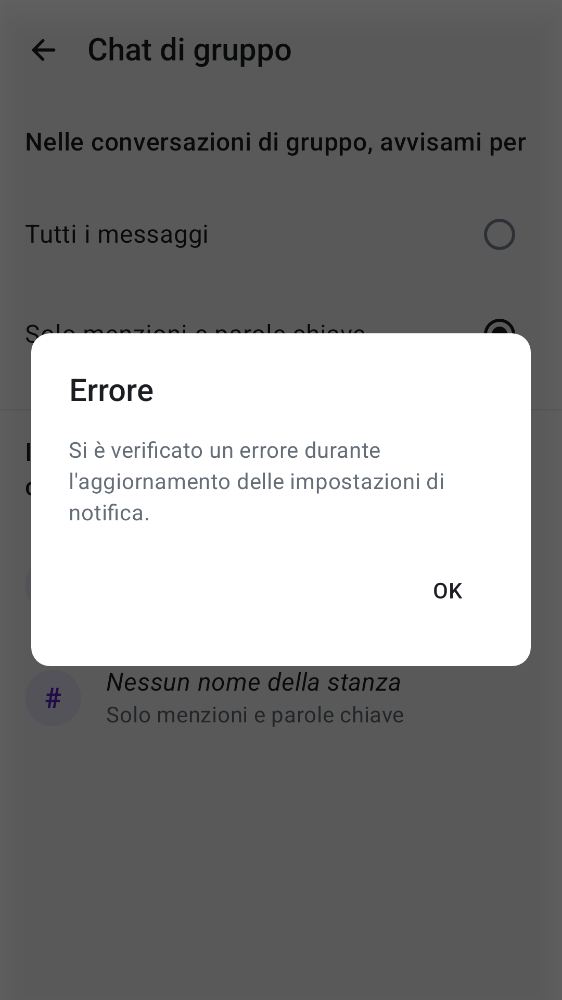 Chat di gruppo
Nelle conversazioni di gruppo, avvisami per
Tutti i messaggi
Solo menzioni e parole chiave
Errore
Si è verificato un errore durante
l'aggiornamento delle impostazioni di
notifica.
OK
#
Nessun nome della stanza
Solo menzioni e parole chiave